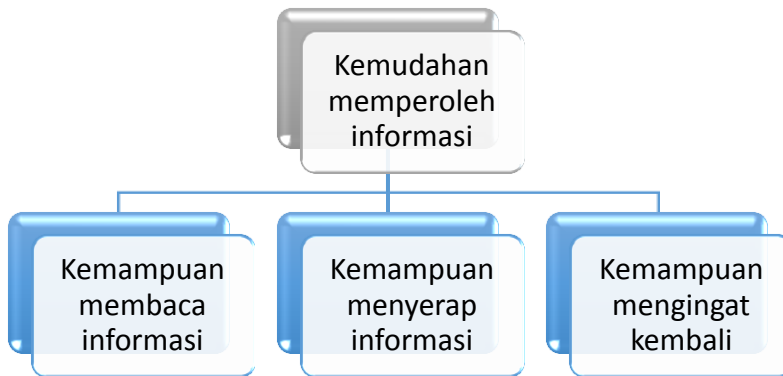 Kemudahan
memperoleh
informasi
Kemampuan
membaca
informasi
Kemampuan
menyerap
informasi
Kemampuan
mengingat
kembali